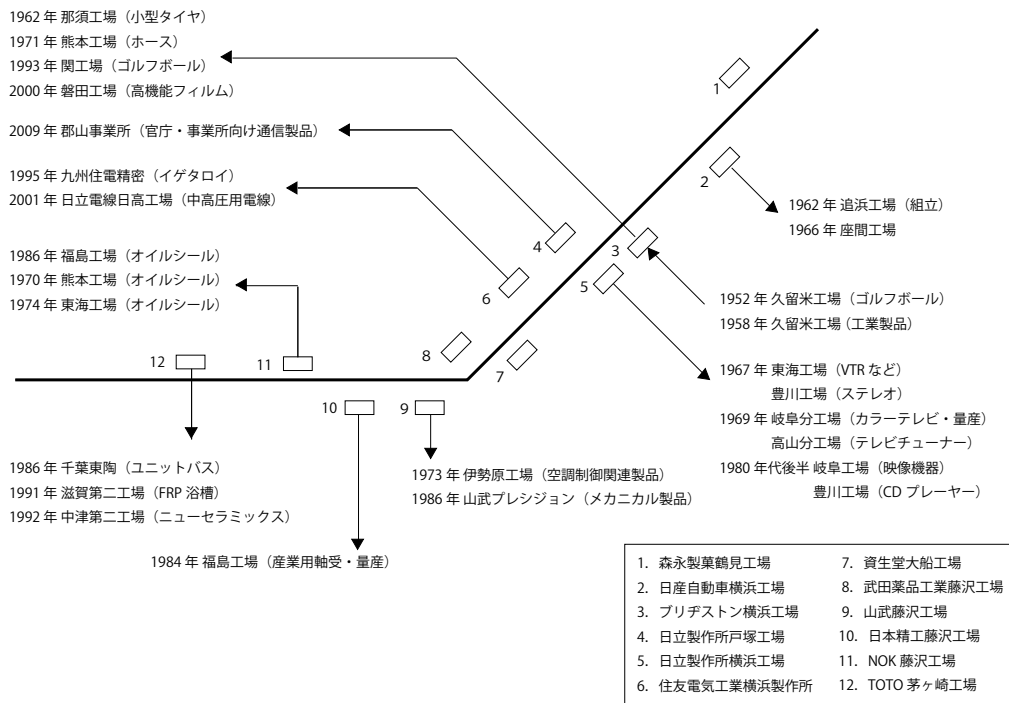 1962 年 那須工場（小型タイヤ）
1971 年 熊本工場（ホース）
1993 年 関工場（ゴルフボール）
2000 年 磐田工場（高機能フィルム）
2009 年 郡山事業所（官庁・事業所向け通信製品）
1995 年 九州住電精密（イゲタロイ）
2001 年 日立電線日高工場（中高圧用電線）
1986 年 福島工場（オイルシール）
1970 年 熊本工場（オイルシール）
1974 年 東海工場（オイルシール）
1
2
3
4
5
6
7
8
9
10
11
12
1962 年 追浜工場（組立）
1966 年 座間工場
1952 年 久留米工場（ゴルフボール）
1958 年 久留米工場（工業製品）
1967 年 東海工場（VTR など）
豊川工場（ステレオ）
1969 年 岐阜分工場（カラーテレビ・量産）
高山分工場（テレビチューナー）
1980 年代後半 岐阜工場（映像機器）
豊川工場（CD プレーヤー）
1973 年 伊勢原工場（空調制御関連製品）
1986 年 山武プレシジョン（メカニカル製品）
1986 年 千葉東陶（ユニットバス）
1991 年 滋賀第二工場（FRP 浴槽）
1992 年 中津第二工場（ニューセラミックス）
1984 年 福島工場（産業用軸受・量産）
1. 森永製菓鶴見工場
2. 日産自動車横浜工場
3. ブリヂストン横浜工場
4. 日立製作所戸塚工場
5. 日立製作所横浜工場
6. 住友電気工業横浜製作所
7. 資生堂大船工場
8. 武田薬品工業藤沢工場
9. 山武藤沢工場
10. 日本精工藤沢工場
11. NOK 藤沢工場
12. TOTO 茅ヶ崎工場